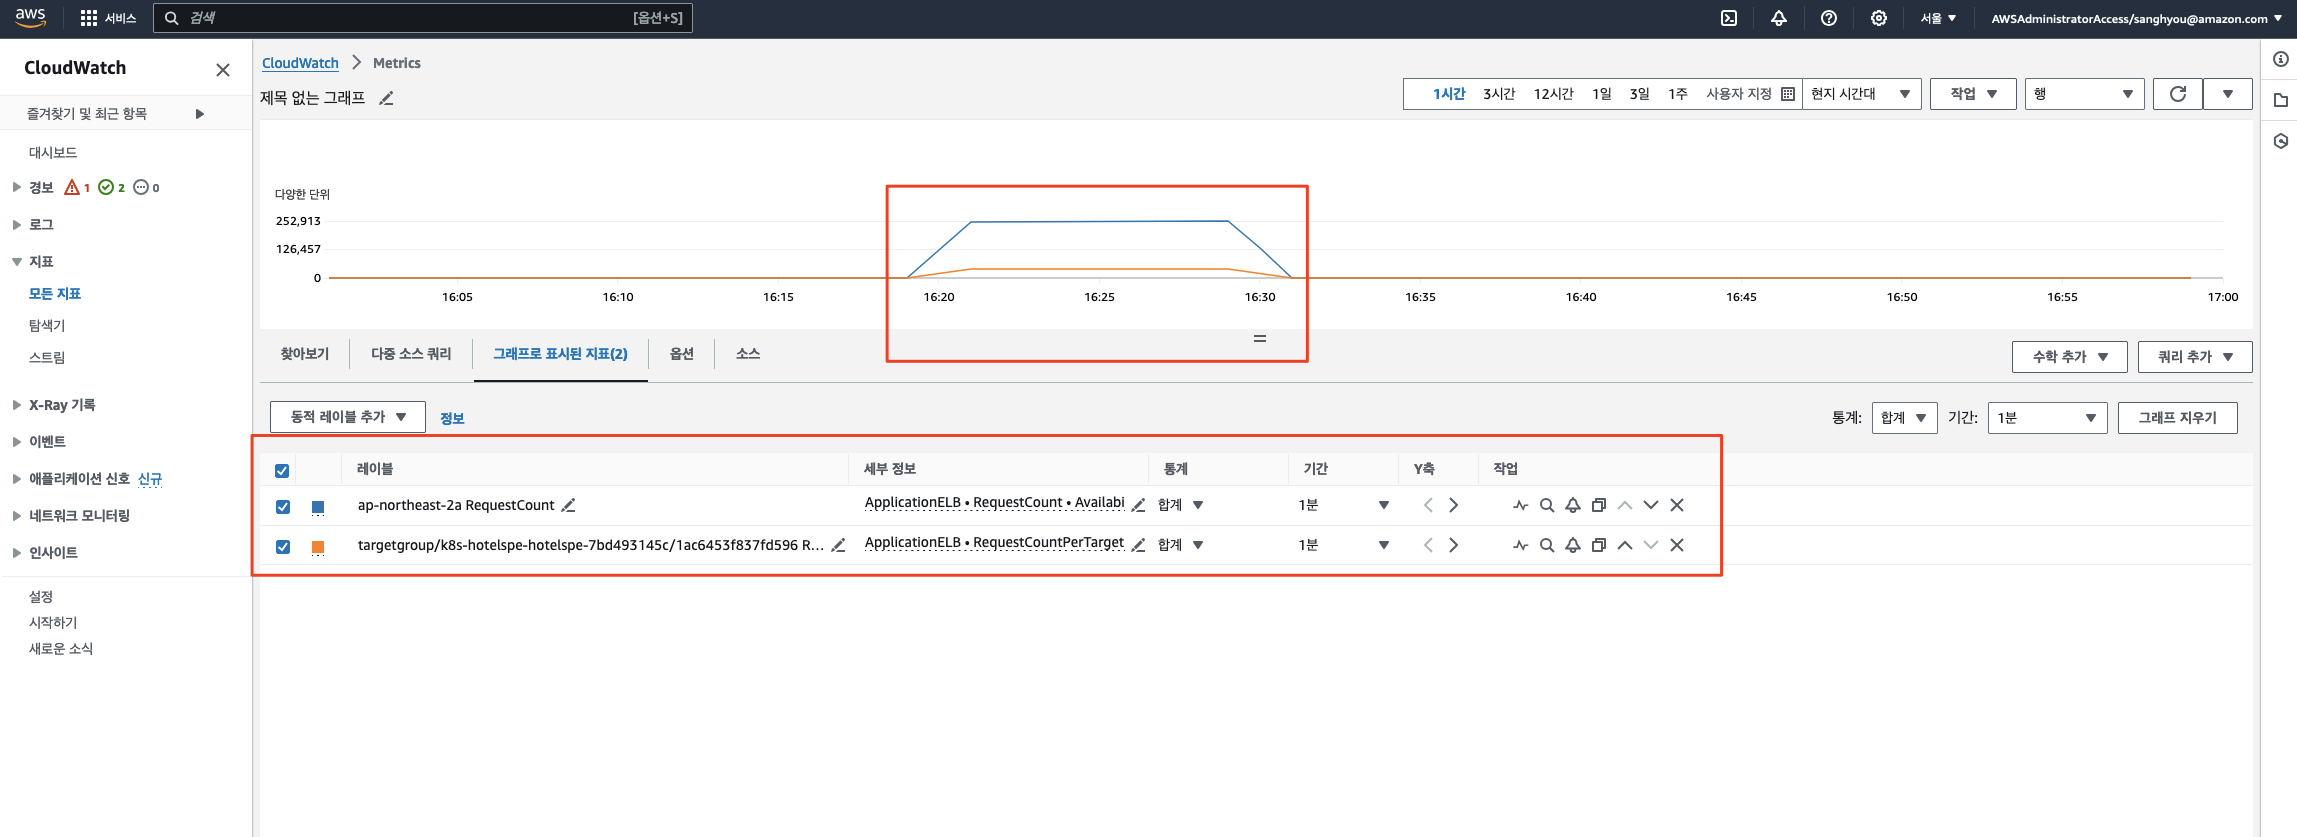 aws 서비스 검색 [옵션+S] 서울 AWSAdministratorAccess/sanghyou@amazon.com
CloudWatch
즐겨찾기 및 최근 항목
대시보드
경보 1 2 0
로그
지표
모든 지표
탐색기
스트림
X-Ray 기록
이벤트
애플리케이션 신호 신규
네트워크 모니터링
인사이트
설정
시작하기
새로운 소식
CloudWatch Metrics
제목 없는 그래프
1시간 3시간 12시간 1일 3일 1주 사용자 지정 현지 시간대 작업 행
다양한 단위
252,913
126,457
0
16:05 16:10 16:15 16:20 16:25 16:30 16:35 16:40 16:45 16:50 16:55 17:00
찾아보기 다중 소스 쿼리 그래프로 표시된 지표(2) 옵션 소스 수학 추가 쿼리 추가
동적 레이블 추가 정보 통계: 합계 기간: 1분 그래프 지우기
레이블 세부 정보 통계 기간 Y축 작업
ap-northeast-2a RequestCount ApplicationELB • RequestCount • Availabi 합계 1분
targetgroup/k8s-hotelspe-hotelspe-7bd493145c/1ac6453f837fd596 R... ApplicationELB • RequestCountPerTarget 합계 1분